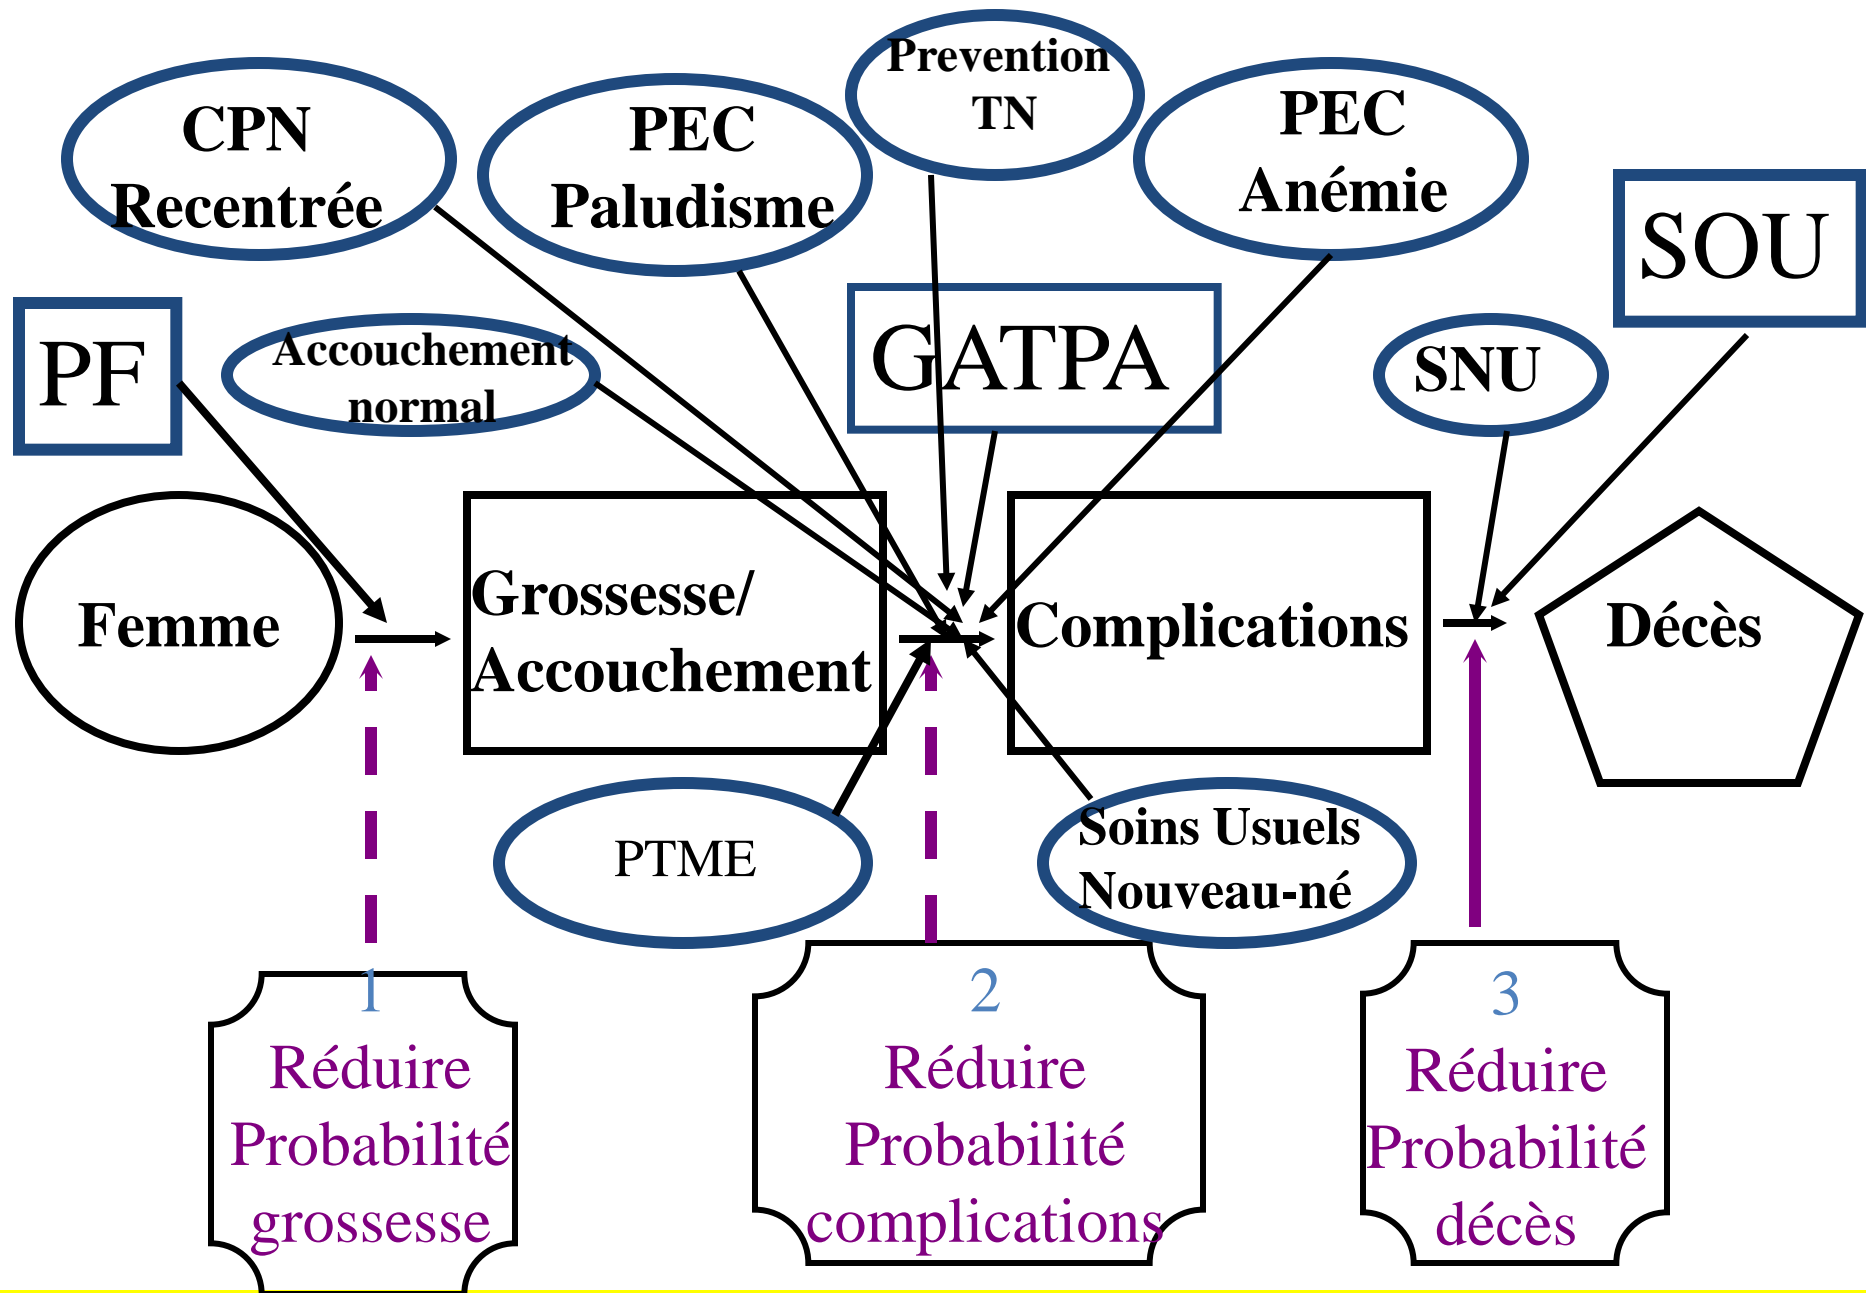 Prevention
TN
CPN
Recentrée
PEC
Paludisme
PEC
Anémie
SOU
PF
Accouchement
normal
GATPA
SNU
Femme
Grossesse/
Accouchement
Complications
Décès
PTME
Soins Usuels
Nouveau-né
1
Réduire
Probabilité
grossesse
2
Réduire
Probabilité
complications
3
Réduire
Probabilité
décès